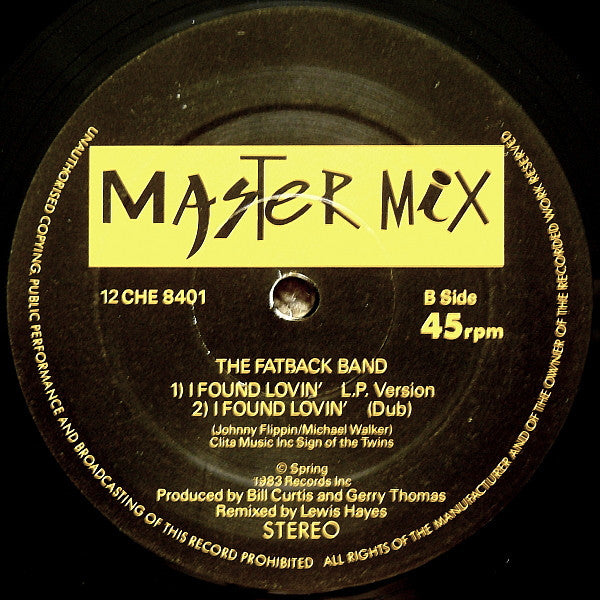 MASTER MiX
12 CHE 8401
B Side
45rpm
THE FATBACK BAND
1) I FOUND LOVIN' L.P. Version
2) I FOUND LOVIN' (Dub)
(Johnny Flippin/Michael Walker)
Clita Music Inc Sign of the Twins
© Spring
1983 Records Inc
Produced by Bill Curtis and Gerry Thomas
Remixed by Lewis Hayes
STEREO
UNAUTHORISED COPYING, PUBLIC PERFORMANCE AND BROADCASTING OF THIS RECORD PROHIBITED ALL RIGHTS OF THE MANUFACTURER AND OF THE OWNER OF THE RECORDED WORK RESERVED